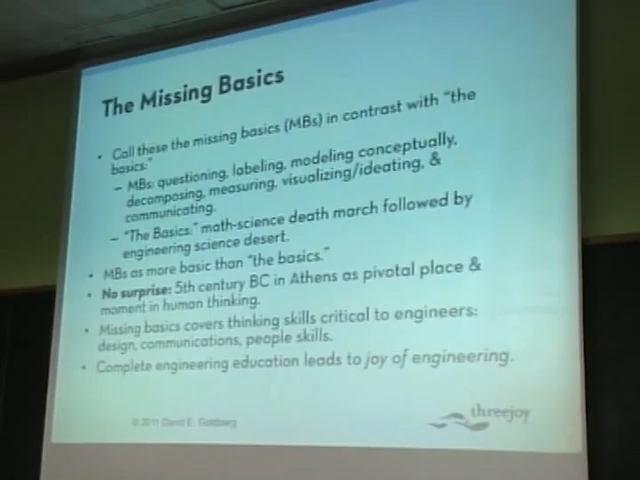 The Missing Basics
• Call these the missing basics (MBs) in contrast with "the
basics:"
– MBs: questioning, labeling, modeling conceptually,
decomposing, measuring, visualizing/ideating, &
communicating.
– "The Basics:" math-science death march followed by
engineering science desert.
• MBs as more basic than "the basics."
• No surprise: 5th century BC in Athens as pivotal place &
moment in human thinking.
• Missing basics covers thinking skills critical to engineers:
design, communications, people skills.
• Complete engineering education leads to joy of engineering.
© 2011 David E. Goldberg
threejoy